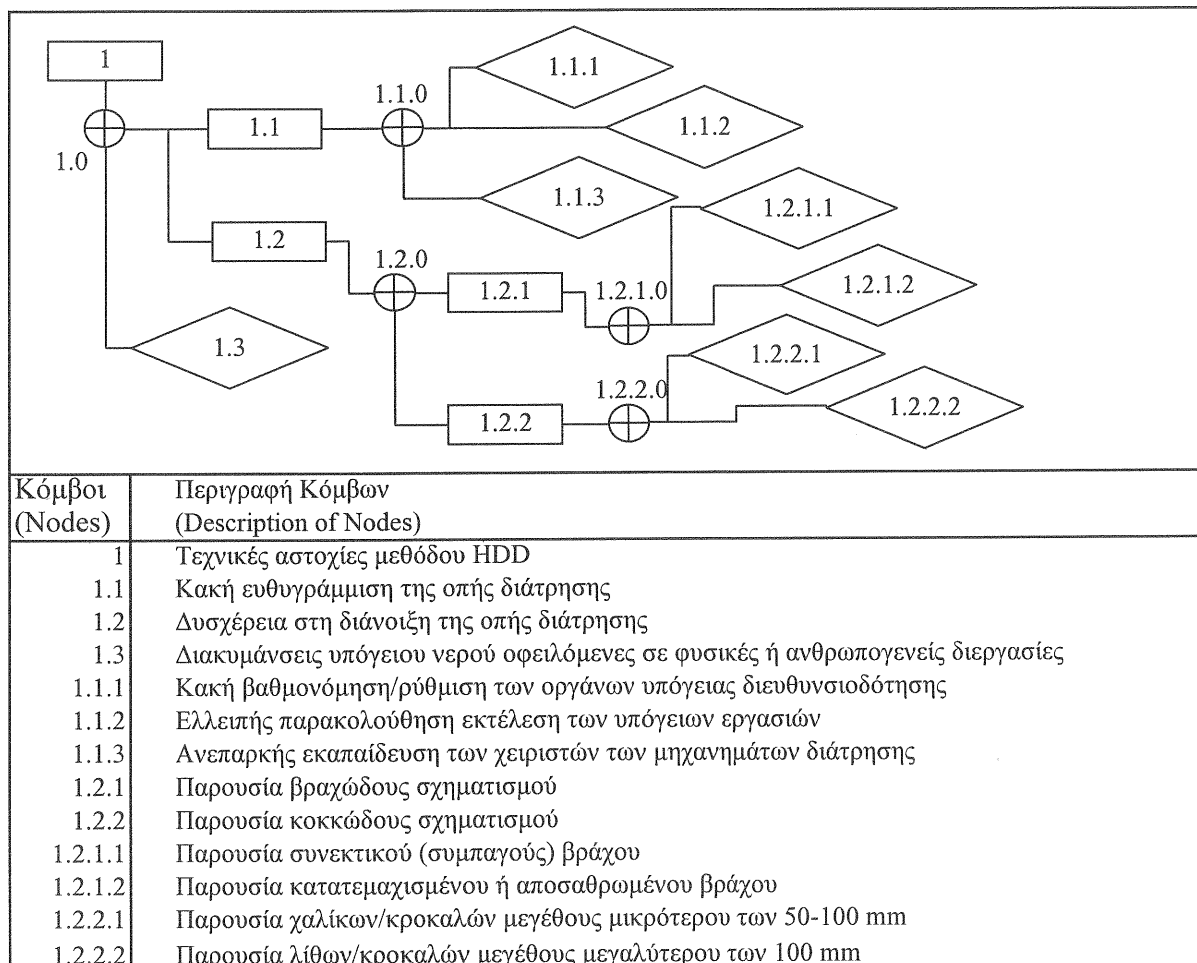 1
1.1.1
1.1.0
1.1
1.1.2
1.0
1.1.3
1.2.1.1
1.2
1.2.0
1.2.1
1.2.1.0
1.2.1.2
1.3
1.2.2.1
1.2.2.0
1.2.2
1.2.2.2
Κόμβοι Περιγραφή Κόμβων
(Nodes) (Description of Nodes)
1 Τεχνικές αστοχίες μεθόδου HDD
1.1 Κακή ευθυγράμμιση της οπής διάτρησης
1.2 Δυσχέρεια στη διάνοιξη της οπής διάτρησης
1.3 Διακυμάνσεις υπόγειου νερού οφειλόμενες σε φυσικές ή ανθρωπογενείς διεργασίες
1.1.1 Κακή βαθμονόμηση/ρύθμιση των οργάνων υπόγειας διευθυνσιοδότησης
1.1.2 Ελλειπής παρακολούθηση εκτέλεση των υπόγειων εργασιών
1.1.3 Ανεπαρκής εκαπαίδευση των χειριστών των μηχανημάτων διάτρησης
1.2.1 Παρουσία βραχώδους σχηματισμού
1.2.2 Παρουσία κοκκώδους σχηματισμού
1.2.1.1 Παρουσία συνεκτικού (συμπαγούς) βράχου
1.2.1.2 Παρουσία κατατεμαχισμένου ή αποσαθρωμένου βράχου
1.2.2.1 Παρουσία χαλίκων/κροκαλών μεγέθους μικρότερου των 50-100 mm
1.2.2.2 Παρουσία λίθων/κροκαλών μεγέθους μεγαλύτερου των 100 mm